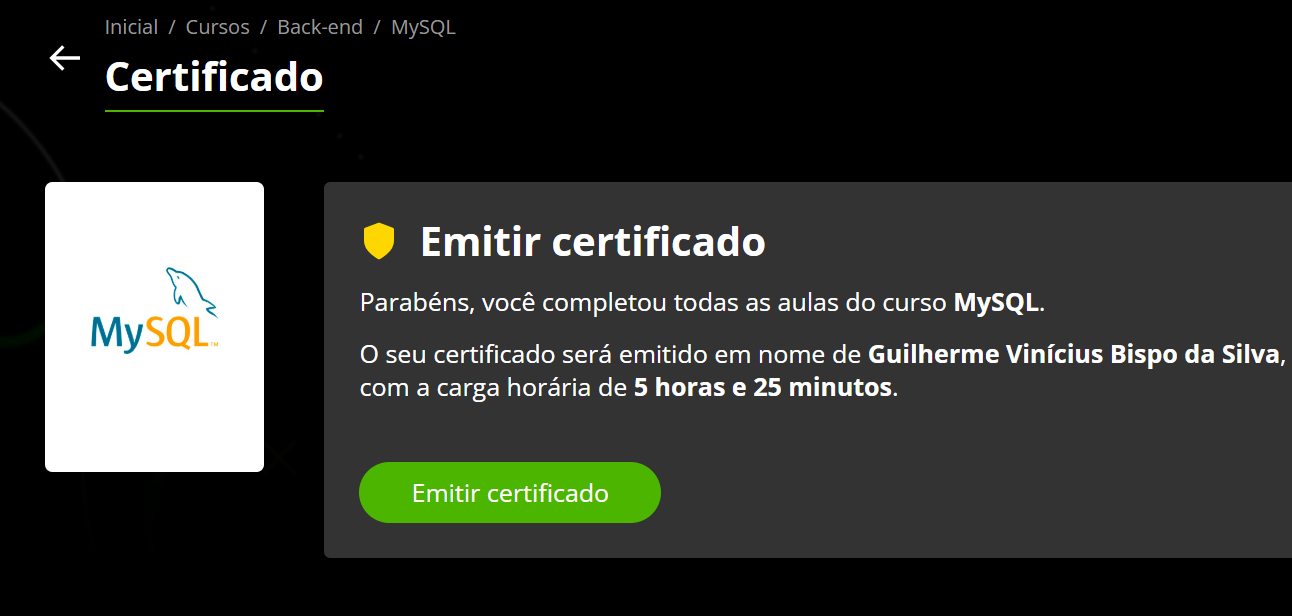 Inicial / Cursos / Back-end / MySQL
Certificado
MySQL™
Emitir certificado
Parabéns, você completou todas as aulas do curso MySQL.
O seu certificado será emitido em nome de Guilherme Vinícius Bispo da Silva,
com a carga horária de 5 horas e 25 minutos.
Emitir certificado